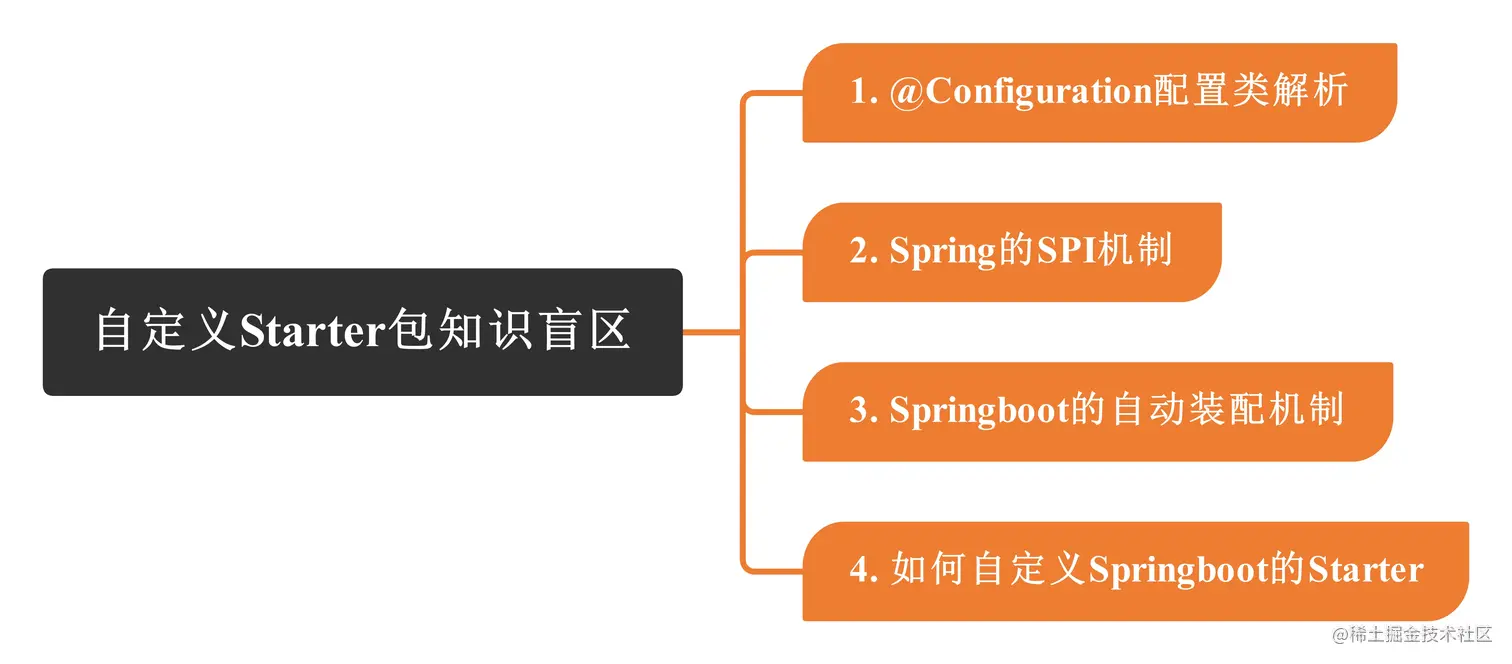 自定义Starter包知识盲区
1. @Configuration配置类解析
2. Spring的SPI机制
3. Springboot的自动装配机制
4. 如何自定义Springboot的Starter
@稀土掘金技术社区